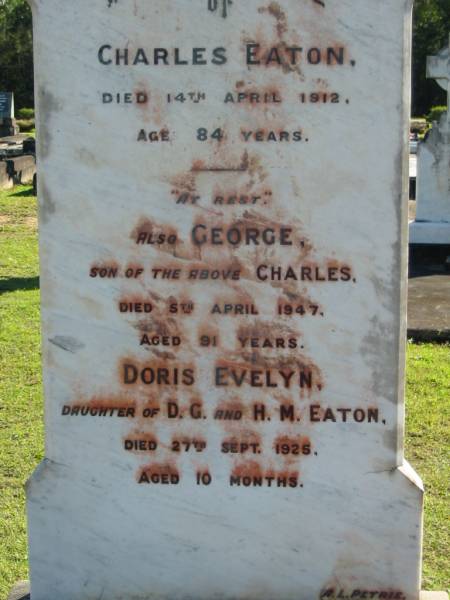 OF
CHARLES EATON,
DIED 14TH APRIL 1912,
AGE 84 YEARS.
"AT REST."
ALSO GEORGE,
SON OF THE ABOVE CHARLES,
DIED 5TH APRIL 1947,
AGED 91 YEARS.
DORIS EVELYN,
DAUGHTER OF D.G. AND H.M. EATON,
DIED 27TH SEPT. 1925,
AGED 10 MONTHS.
A.L. PETRIE.